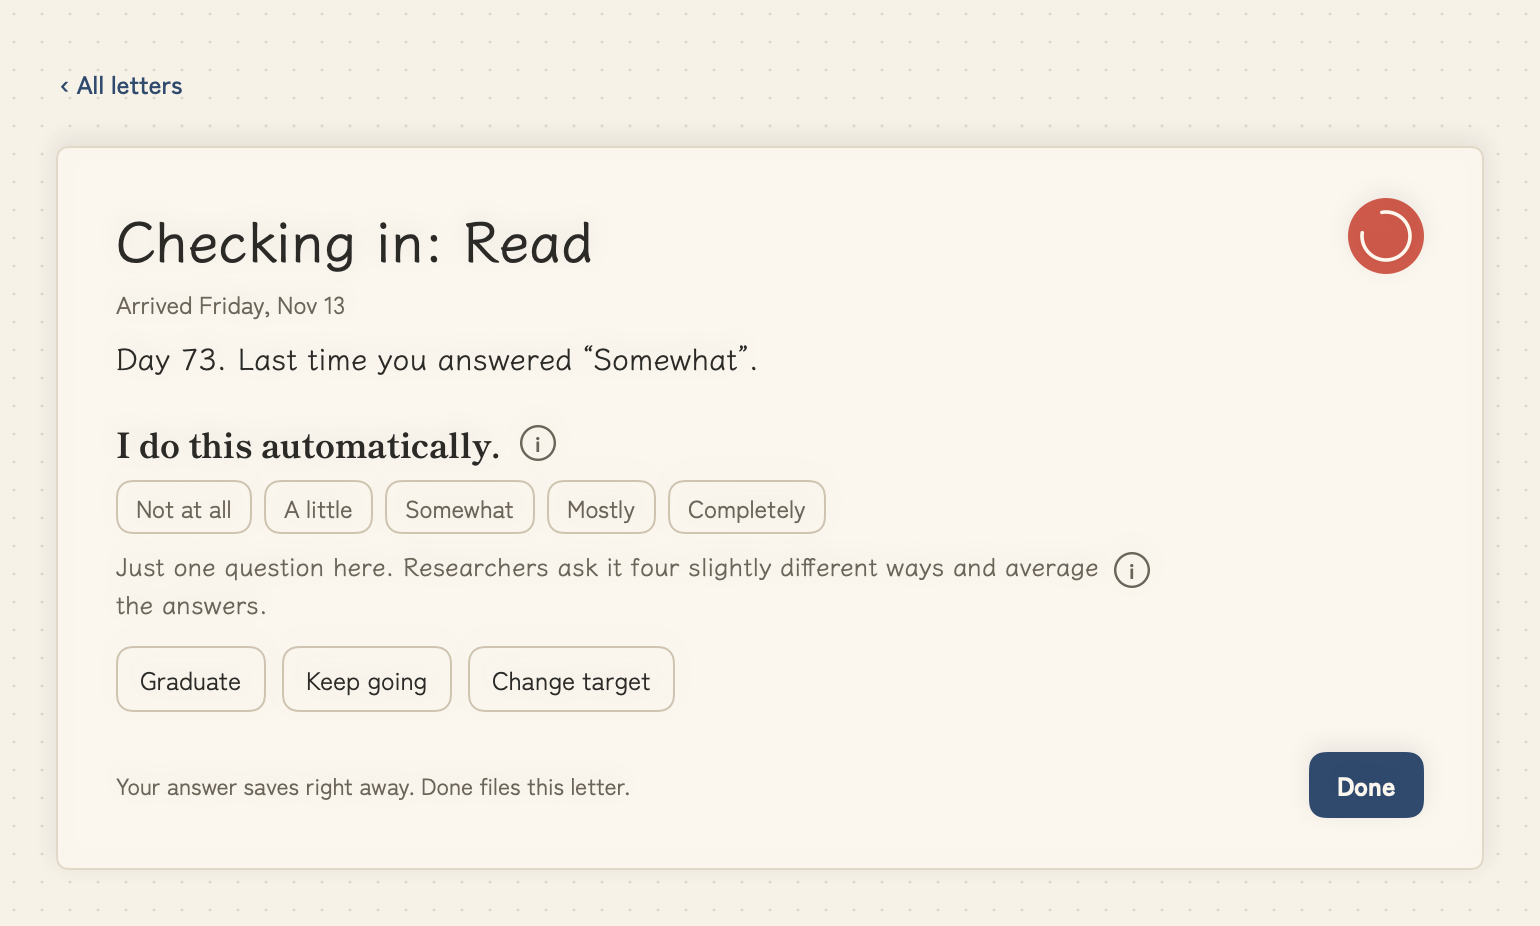 ‹ All letters
Checking in: Read
Arrived Friday, Nov 13
Day 73. Last time you answered “Somewhat”.
I do this automatically. i
Not at all A little Somewhat Mostly Completely
Just one question here. Researchers ask it four slightly different ways and average i
the answers.
Graduate Keep going Change target
Your answer saves right away. Done files this letter. Done